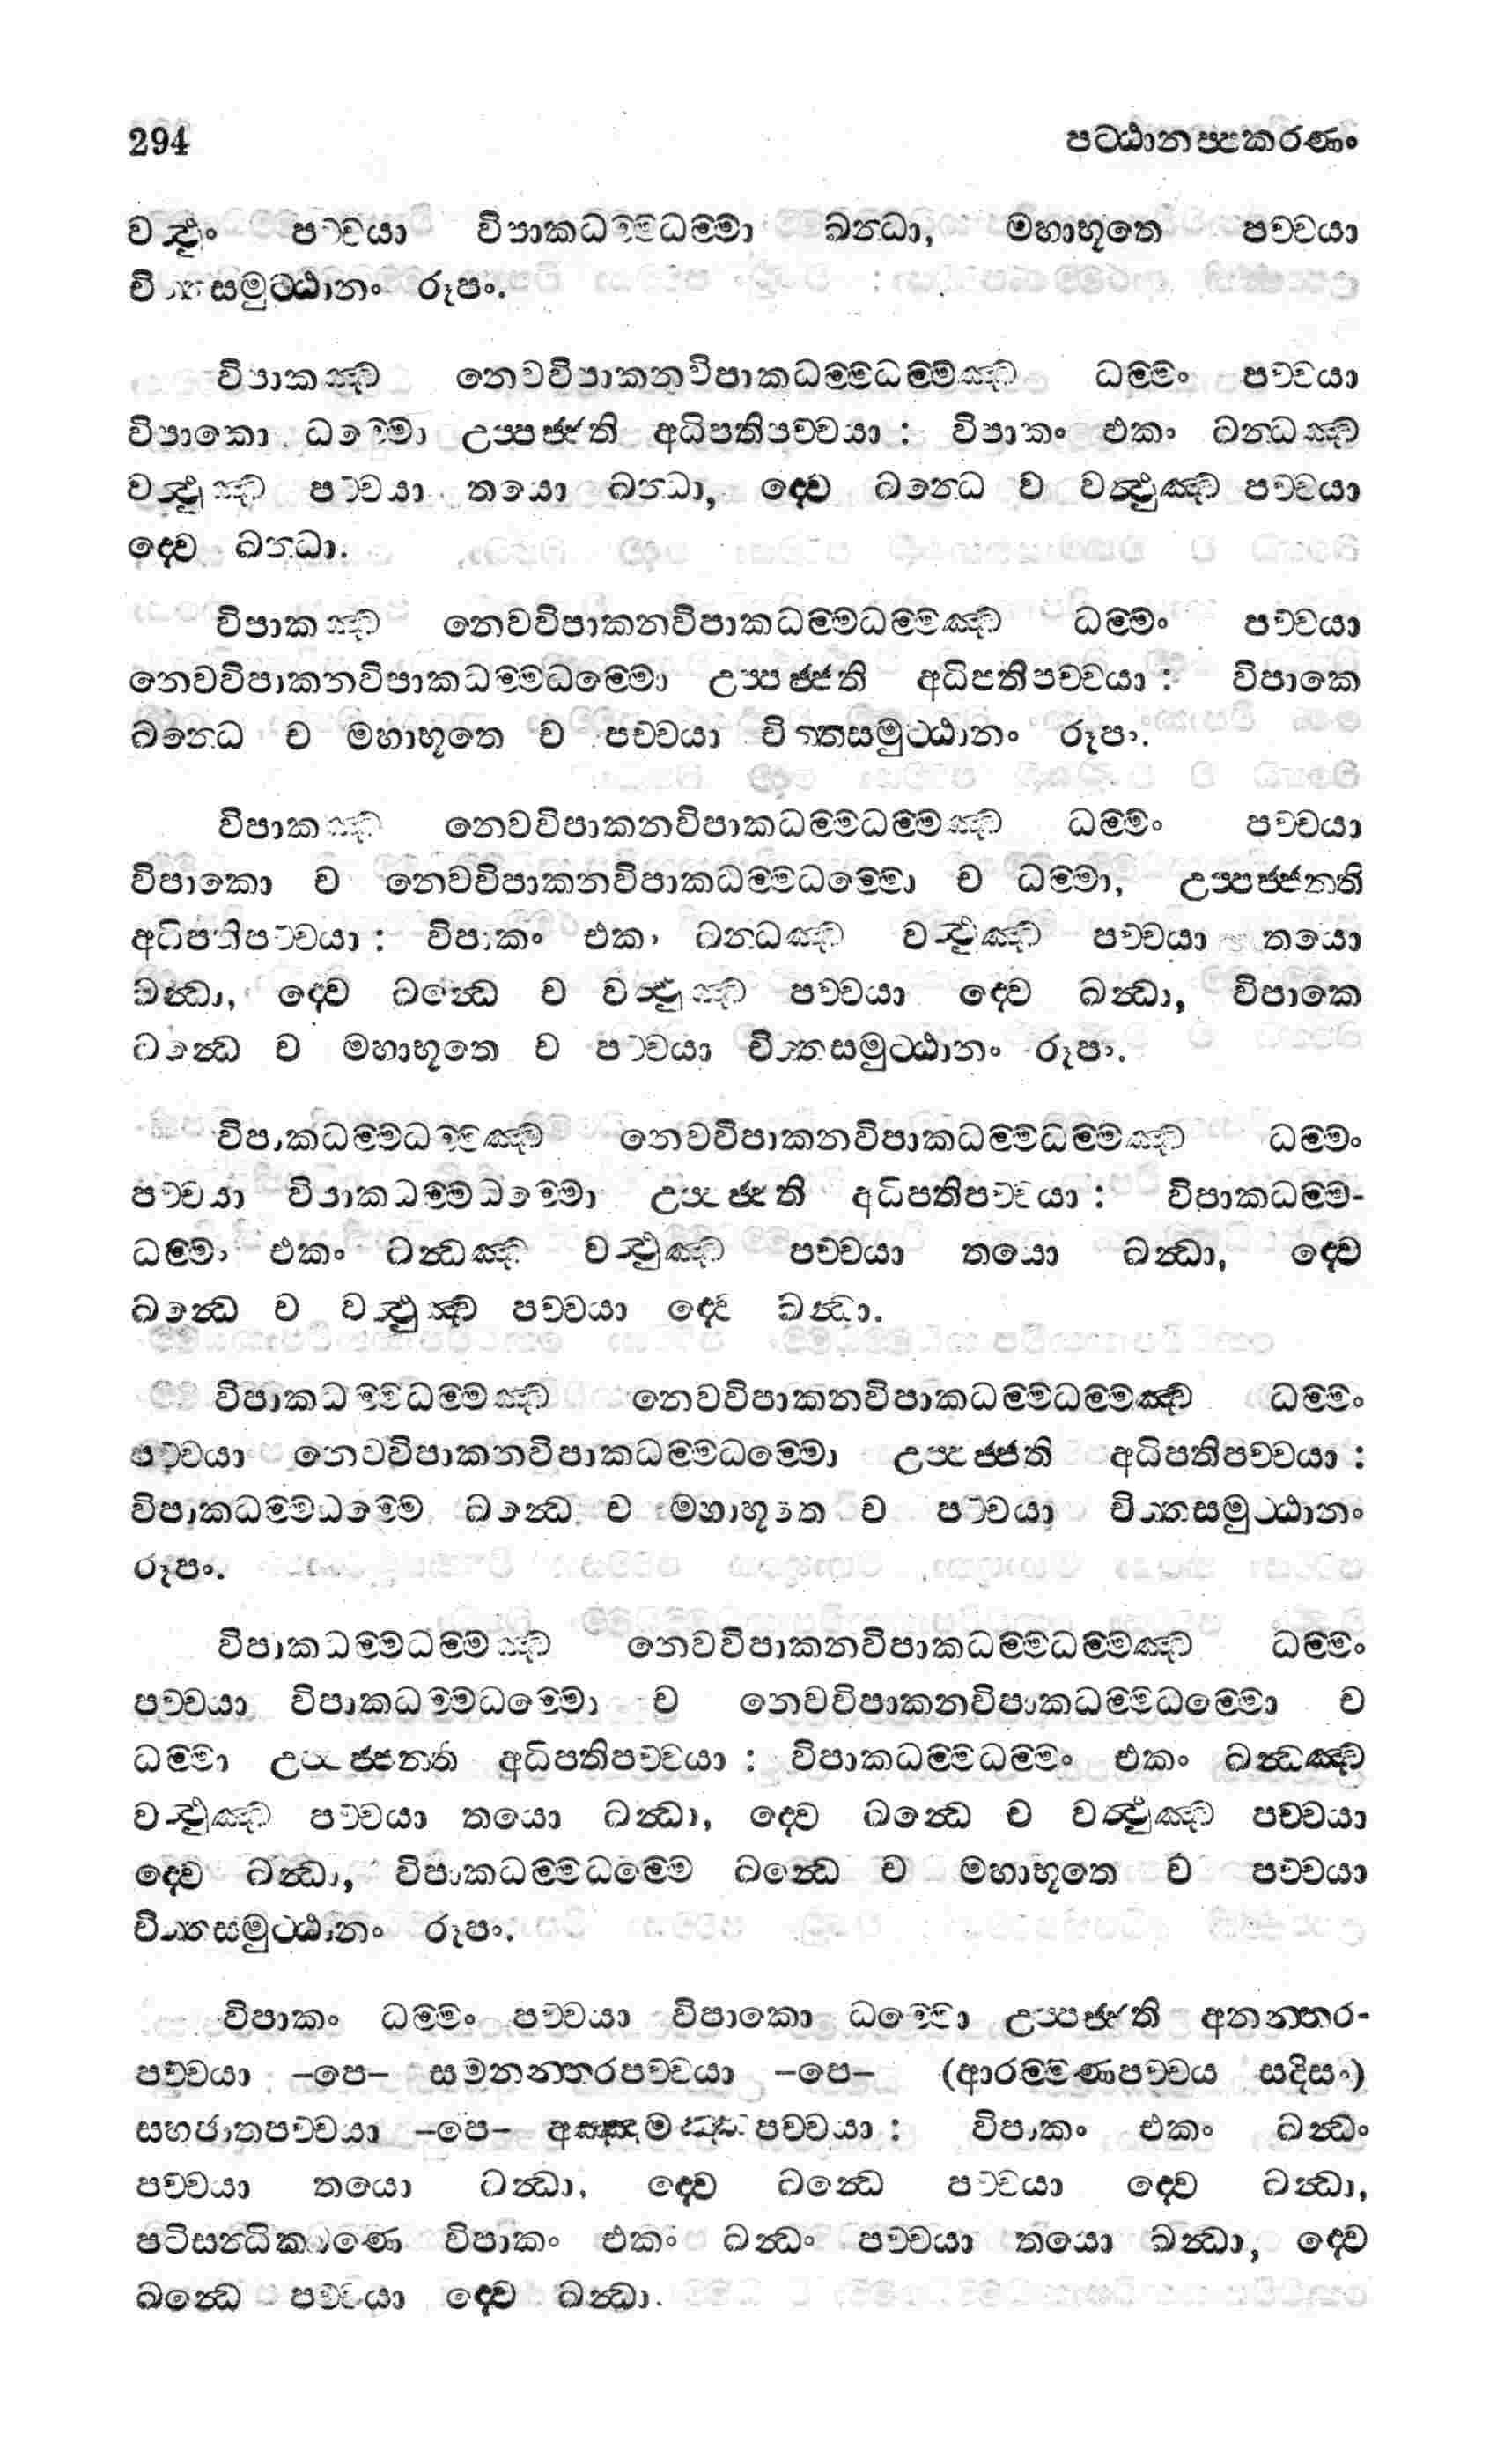 294 පට්ඨානප්පකරණං
වත්ථුං පච්චයා විපාකධම්මධම්මා ඛන්ධා, මහාභූතෙ පච්චයා
චිත්තසමුට්ඨානං රූපං.
විපාකඤ්ච නෙවවිපාකනවිපාකධම්මධම්මඤ්ච ධම්මං පච්චයා
විපාකො ධම්මො උප්පජ්ජති අධිපතිපච්චයා : විපාකං එකං ඛන්ධඤ්ච
වත්ථුඤ්ච පච්චයා තයො ඛන්ධා, ද්වෙ ඛන්ධෙ ච වත්ථුඤ්ච පච්චයා
ද්වෙ ඛන්ධා.
විපාකඤ්ච නෙවවිපාකනවිපාකධම්මධම්මඤ්ච ධම්මං පච්චයා
නෙවවිපාකනවිපාකධම්මධම්මො උප්පජ්ජති අධිපතිපච්චයා : විපාකෙ
ඛන්ධෙ ච මහාභූතෙ ච පච්චයා චිත්තසමුට්ඨානං රූපං.
විපාකඤ්ච නෙවවිපාකනවිපාකධම්මධම්මඤ්ච ධම්මං පච්චයා
විපාකො ච නෙවවිපාකනවිපාකධම්මධම්මො ච ධම්මා, උප්පජ්ජන්ති
අධිපතිපච්චයා : විපාකං එකං ඛන්ධඤ්ච වත්ථුඤ්ච පච්චයා තයො
ඛන්ධා, ද්වෙ ඛන්ධෙ ච වත්ථුඤ්ච පච්චයා ද්වෙ ඛන්ධා, විපාකෙ
ඛන්ධෙ ච මහාභූතෙ ච පච්චයා චිත්තසමුට්ඨානං රූපං.
විපාකධම්මධම්මඤ්ච නෙවවිපාකනවිපාකධම්මධම්මඤ්ච ධම්මං
පච්චයා විපාකධම්මධම්මො උප්පජ්ජති අධිපතිපච්චයා : විපාකධම්ම-
ධම්මං එකං ඛන්ධඤ්ච වත්ථුඤ්ච පච්චයා තයො ඛන්ධා, ද්වෙ
ඛන්ධෙ ච වත්ථුඤ්ච පච්චයා ද්වෙ ඛන්ධා.
විපාකධම්මධම්මඤ්ච නෙවවිපාකනවිපාකධම්මධම්මඤ්ච ධම්මං
පච්චයා නෙවවිපාකනවිපාකධම්මධම්මො උප්පජ්ජති අධිපතිපච්චයා :
විපාකධම්මධම්මෙ ඛන්ධෙ ච මහාභූතෙ ච පච්චයා චිත්තසමුට්ඨානං
රූපං.
විපාකධම්මධම්මඤ්ච නෙවවිපාකනවිපාකධම්මධම්මඤ්ච ධම්මං
පච්චයා විපාකධම්මධම්මො ච නෙවවිපාකනවිපාකධම්මධම්මො ච
ධම්මා උප්පජ්ජන්ති අධිපතිපච්චයා : විපාකධම්මධම්මං එකං ඛන්ධඤ්ච
වත්ථුඤ්ච පච්චයා තයො ඛන්ධා, ද්වෙ ඛන්ධෙ ච වත්ථුඤ්ච පච්චයා
ද්වෙ ඛන්ධා, විපාකධම්මධම්මෙ ඛන්ධෙ ච මහාභූතෙ ච පච්චයා
චිත්තසමුට්ඨානං රූපං.
විපාකං ධම්මං පච්චයා විපාකො ධම්මො උප්පජ්ජති අනන්තර-
පච්චයා –පෙ– සමනන්තරපච්චයා –පෙ– (ආරම්මණපච්චය සදිසං)
සහජාතපච්චයා –පෙ– අඤ්ඤමඤ්ඤපච්චයා : විපාකං එකං ඛන්ධං
පච්චයා තයො ඛන්ධා, ද්වෙ ඛන්ධෙ පච්චයා ද්වෙ ඛන්ධා,
පටිසන්ධික්ඛණෙ විපාකං එකං ඛන්ධං පච්චයා තයො ඛන්ධා, ද්වෙ
ඛන්ධෙ පච්චයා ද්වෙ ඛන්ධා.